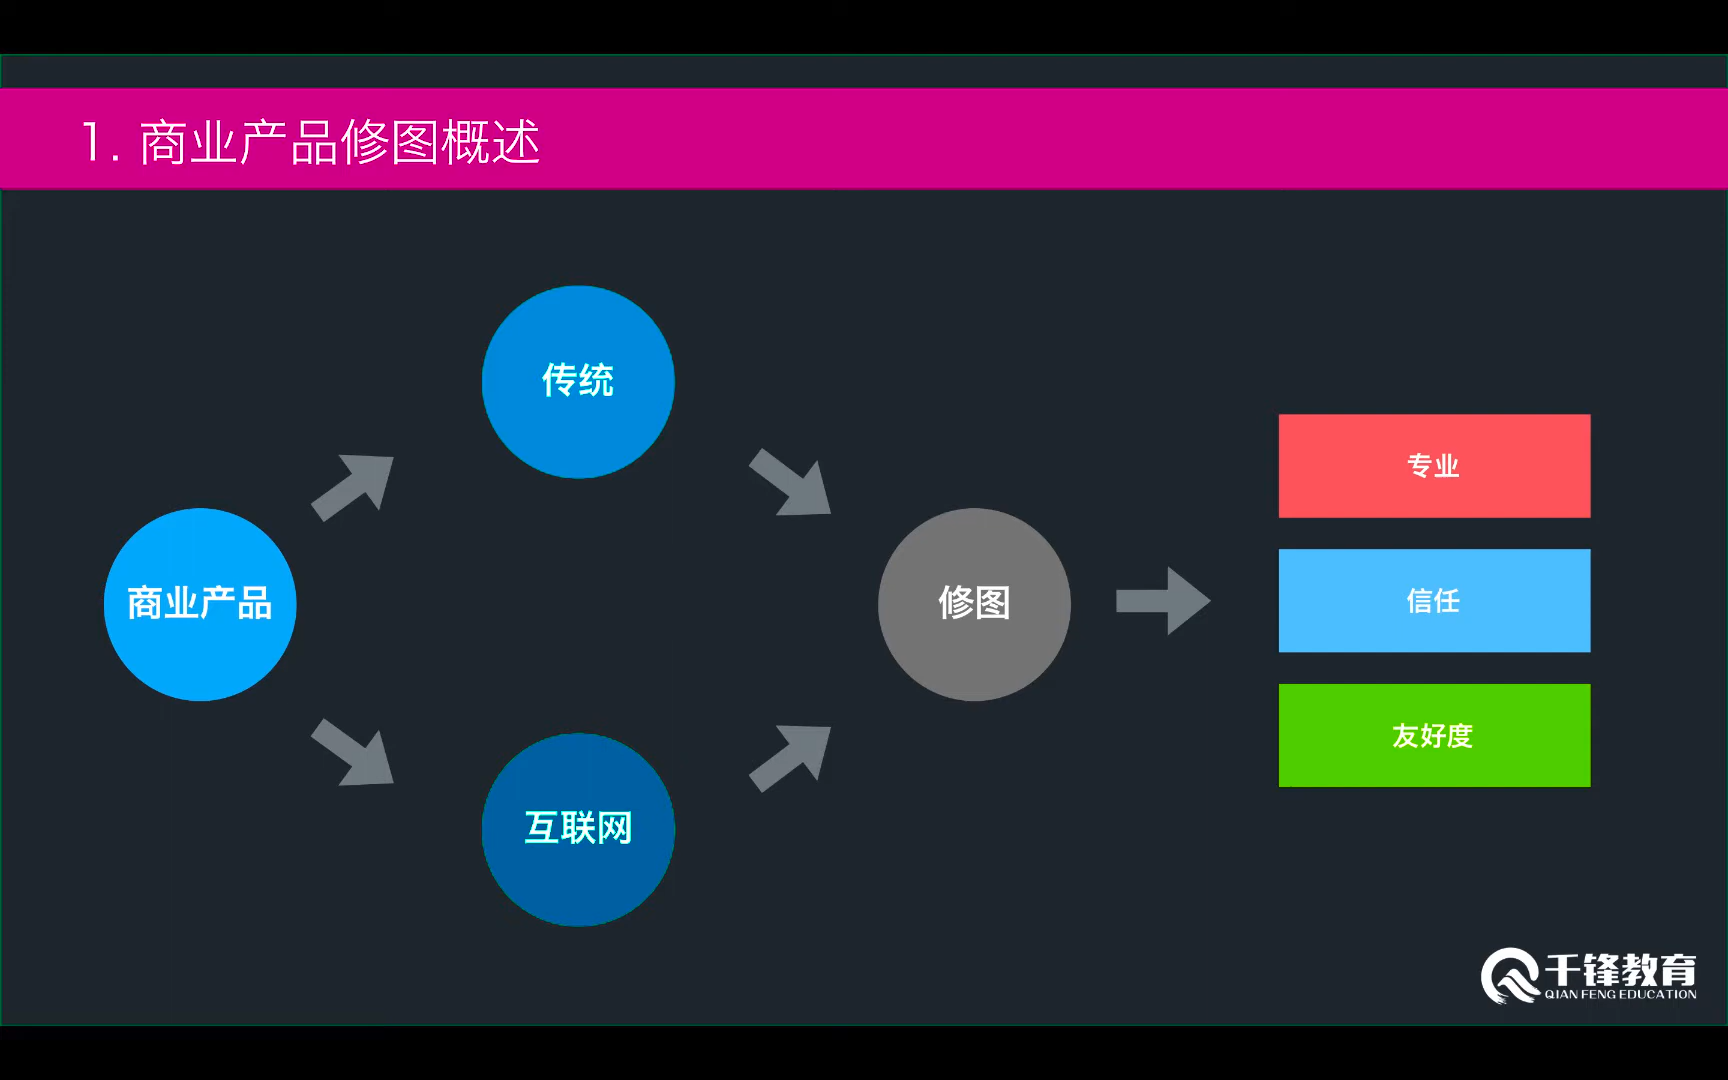 1. 商业产品修图概述
传统
商业产品
互联网
修图
专业
信任
友好度
千锋教育
QIAN FENG EDUCATION